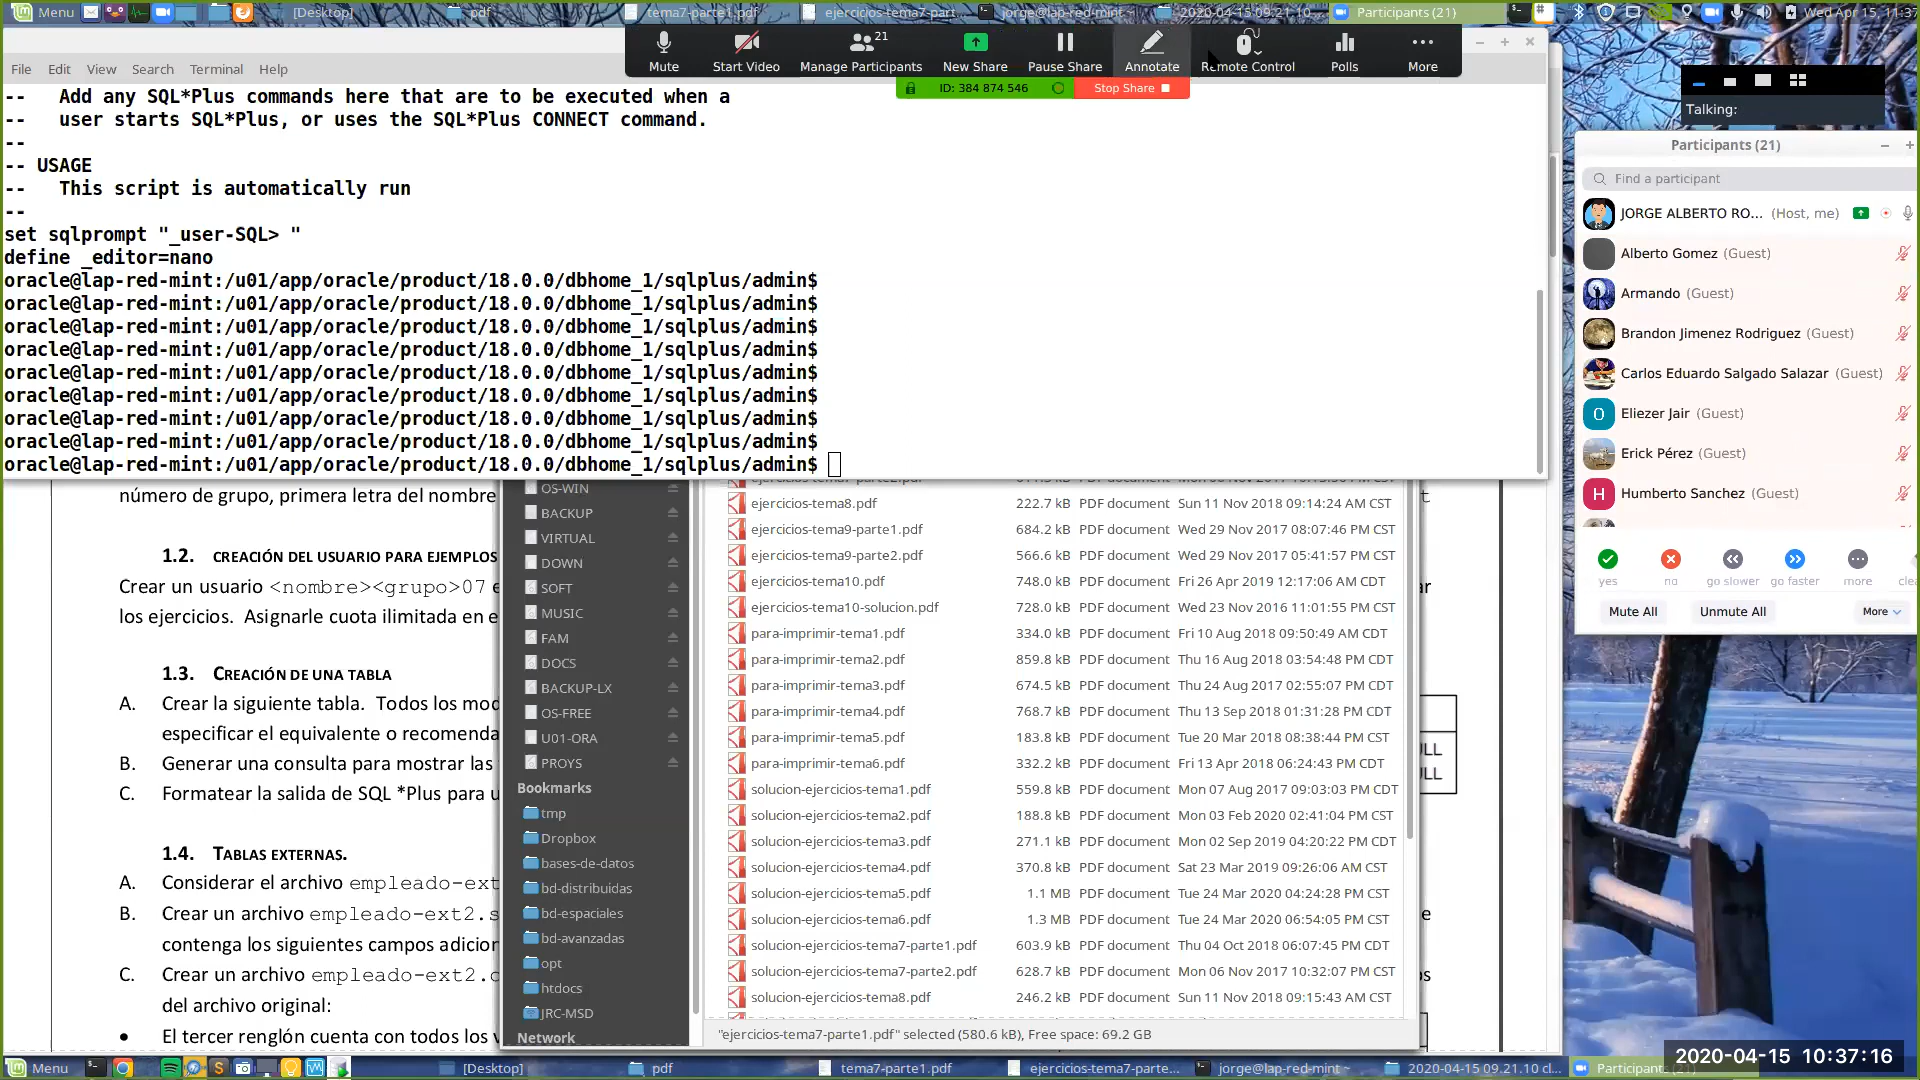 Menu [Desktop] pdf tema7-parte1.pdf ejercicios-tema7-part... jorge@lap-red-mint: ~ 2020-04-15 09.21.10 ... Participants (21) Wed Apr 15, 11:37
File Edit View Search Terminal Help
-- Add any SQL*Plus commands here that are to be executed when a
-- user starts SQL*Plus, or uses the SQL*Plus CONNECT command.
--
-- USAGE
-- This script is automatically run
--
set sqlprompt "_user-SQL> "
define _editor=nano
oracle@lap-red-mint:/u01/app/oracle/product/18.0.0/dbhome_1/sqlplus/admin$
oracle@lap-red-mint:/u01/app/oracle/product/18.0.0/dbhome_1/sqlplus/admin$
oracle@lap-red-mint:/u01/app/oracle/product/18.0.0/dbhome_1/sqlplus/admin$
oracle@lap-red-mint:/u01/app/oracle/product/18.0.0/dbhome_1/sqlplus/admin$
oracle@lap-red-mint:/u01/app/oracle/product/18.0.0/dbhome_1/sqlplus/admin$
oracle@lap-red-mint:/u01/app/oracle/product/18.0.0/dbhome_1/sqlplus/admin$
oracle@lap-red-mint:/u01/app/oracle/product/18.0.0/dbhome_1/sqlplus/admin$
oracle@lap-red-mint:/u01/app/oracle/product/18.0.0/dbhome_1/sqlplus/admin$
oracle@lap-red-mint:/u01/app/oracle/product/18.0.0/dbhome_1/sqlplus/admin$
21
Mute Start Video Manage Participants New Share Pause Share Annotate Remote Control Polls More
ID: 384 874 546 Stop Share
Talking:
Participants (21)
Find a participant
JORGE ALBERTO RO... (Host, me)
Alberto Gomez (Guest)
Armando (Guest)
Brandon Jimenez Rodriguez (Guest)
Carlos Eduardo Salgado Salazar (Guest)
O Eliezer Jair (Guest)
Erick Pérez (Guest)
H Humberto Sanchez (Guest)
yes no go slower go faster more clea
Mute All Unmute All More
número de grupo, primera letra del nombre
1.2. CREACIÓN DEL USUARIO PARA EJEMPLOS
Crear un usuario <nombre><grupo>07 e
los ejercicios. Asignarle cuota ilimitada en e
1.3. CREACIÓN DE UNA TABLA
A. Crear la siguiente tabla. Todos los mod
especificar el equivalente o recomenda
B. Generar una consulta para mostrar las
C. Formatear la salida de SQL *Plus para u
1.4. TABLAS EXTERNAS.
A. Considerar el archivo empleado-ext
B. Crear un archivo empleado-ext2.s
contenga los siguientes campos adicion
C. Crear un archivo empleado-ext2.c
del archivo original:
• El tercer renglón cuenta con todos los v
OS-WIN
BACKUP
VIRTUAL
DOWN
SOFT
MUSIC
FAM
DOCS
BACKUP-LX
OS-FREE
U01-ORA
PROYS
Bookmarks
tmp
Dropbox
bases-de-datos
bd-distribuidas
bd-espaciales
bd-avanzadas
opt
htdocs
JRC-MSD
Network
ejercicios-tema8.pdf 222.7 kB PDF document Sun 11 Nov 2018 09:14:24 AM CST
ejercicios-tema9-parte1.pdf 684.2 kB PDF document Wed 29 Nov 2017 08:07:46 PM CST
ejercicios-tema9-parte2.pdf 566.6 kB PDF document Wed 29 Nov 2017 05:41:57 PM CST
ejercicios-tema10.pdf 748.0 kB PDF document Fri 26 Apr 2019 12:17:06 AM CDT
ejercicios-tema10-solucion.pdf 728.0 kB PDF document Wed 23 Nov 2016 11:01:55 PM CST
para-imprimir-tema1.pdf 334.0 kB PDF document Fri 10 Aug 2018 09:50:49 AM CDT
para-imprimir-tema2.pdf 859.8 kB PDF document Thu 16 Aug 2018 03:54:48 PM CDT
para-imprimir-tema3.pdf 674.5 kB PDF document Thu 24 Aug 2017 02:55:07 PM CDT
para-imprimir-tema4.pdf 768.7 kB PDF document Thu 13 Sep 2018 01:31:28 PM CDT
para-imprimir-tema5.pdf 183.8 kB PDF document Tue 20 Mar 2018 08:38:44 PM CST
para-imprimir-tema6.pdf 332.2 kB PDF document Fri 13 Apr 2018 06:24:43 PM CDT
solucion-ejercicios-tema1.pdf 559.8 kB PDF document Mon 07 Aug 2017 09:03:03 PM CDT
solucion-ejercicios-tema2.pdf 188.8 kB PDF document Mon 03 Feb 2020 02:41:04 PM CST
solucion-ejercicios-tema3.pdf 271.1 kB PDF document Mon 02 Sep 2019 04:20:22 PM CDT
solucion-ejercicios-tema4.pdf 370.8 kB PDF document Sat 23 Mar 2019 09:26:06 AM CST
solucion-ejercicios-tema5.pdf 1.1 MB PDF document Tue 24 Mar 2020 04:24:28 PM CST
solucion-ejercicios-tema6.pdf 1.3 MB PDF document Tue 24 Mar 2020 06:54:05 PM CST
solucion-ejercicios-tema7-parte1.pdf 603.9 kB PDF document Thu 04 Oct 2018 06:07:45 PM CDT
solucion-ejercicios-tema7-parte2.pdf 628.7 kB PDF document Mon 06 Nov 2017 10:32:07 PM CST
solucion-ejercicios-tema8.pdf 246.2 kB PDF document Sun 11 Nov 2018 09:15:43 AM CST
"ejercicios-tema7-parte1.pdf" selected (580.6 kB), Free space: 69.2 GB
t
ar
ULL
ULL
e
os
Menu [Desktop] pdf tema7-parte1.pdf ejercicios-tema7-parte... jorge@lap-red-mint ~ 2020-04-15 09.21.10 cl... Participants (21)
2020-04-15 10:37:16